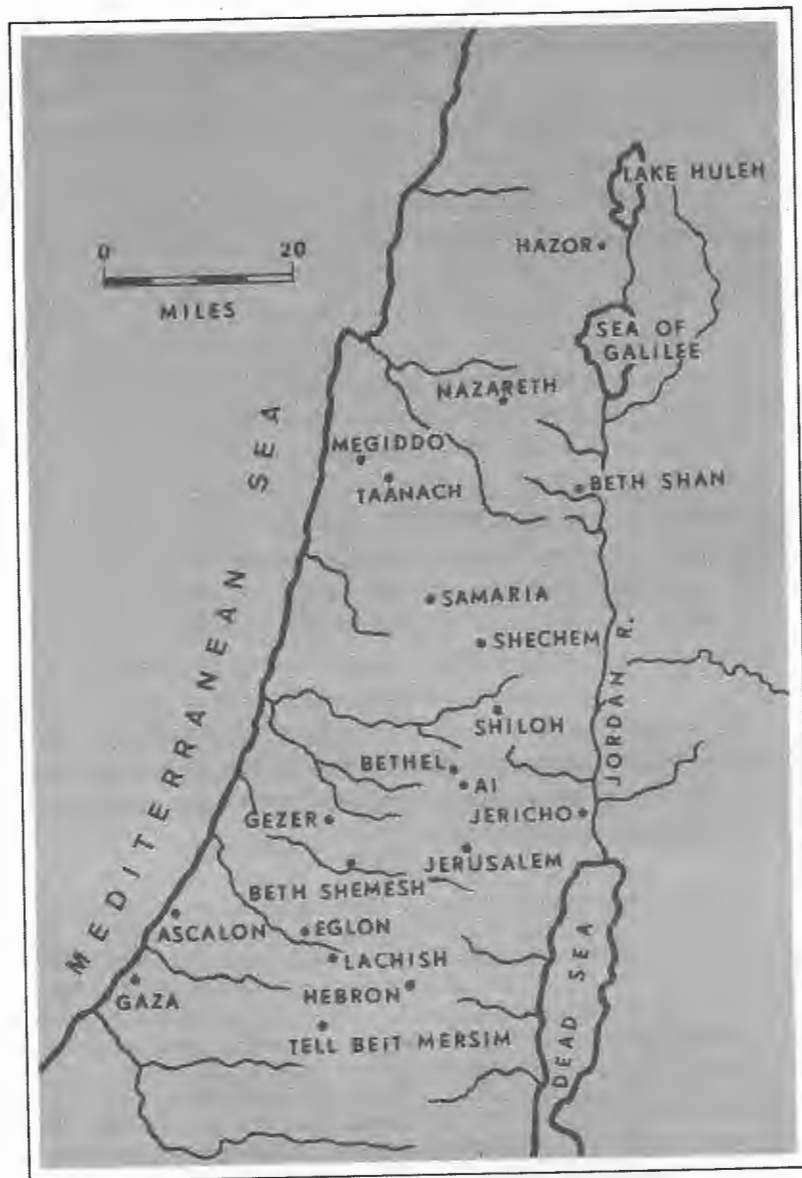 LAKE HULEH
HAZOR
0 20
MILES
SEA OF
GALILEE
NAZARETH
MEGIDDO
TAANACH
BETH SHAN
MEDITERRANEAN SEA
SAMARIA
SHECHEM
JORDAN R.
SHILOH
BETHEL
AI
GEZER
JERICHO
JERUSALEM
BETH SHEMESH
ASCALON
EGLON
LACHISH
GAZA
HEBRON
TELL BEIT MERSIM
DEAD SEA